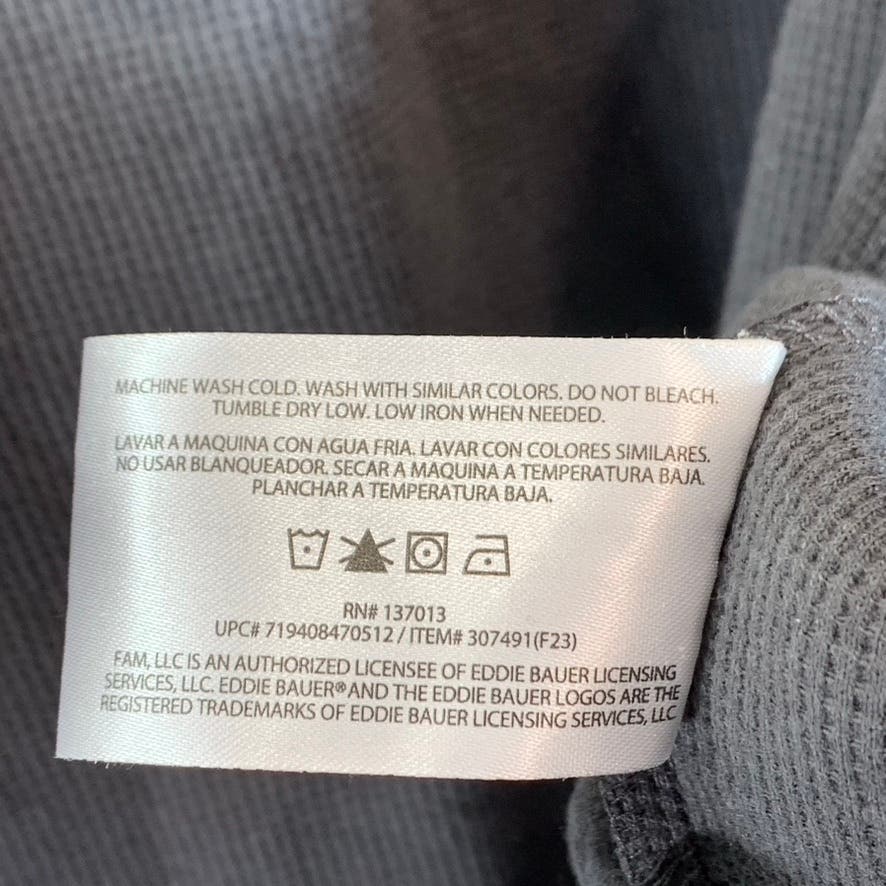 MACHINE WASH COLD. WASH WITH SIMILAR COLORS. DO NOT BLEACH.
TUMBLE DRY LOW. LOW IRON WHEN NEEDED.
LAVAR A MAQUINA CON AGUA FRIA. LAVAR CON COLORES SIMILARES.
NO USAR BLANQUEADOR. SECAR A MAQUINA A TEMPERATURA BAJA.
PLANCHAR A TEMPERATURA BAJA.
RN# 137013
UPC# 719408470512 / ITEM# 307491(F23)
FAM, LLC IS AN AUTHORIZED LICENSEE OF EDDIE BAUER LICENSING
SERVICES, LLC. EDDIE BAUER® AND THE EDDIE BAUER LOGOS ARE THE
REGISTERED TRADEMARKS OF EDDIE BAUER LICENSING SERVICES, LLC